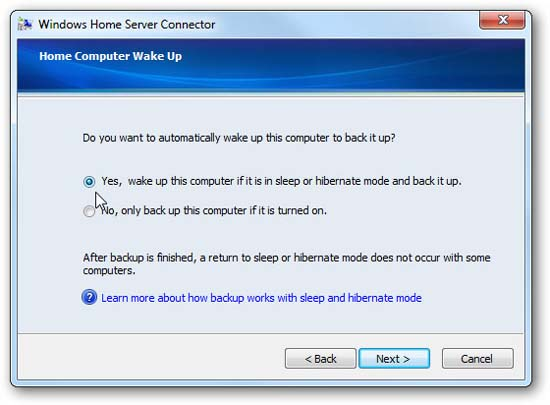 Windows Home Server Connector
Home Computer Wake Up
Do you want to automatically wake up this computer to back it up?
Yes, wake up this computer if it is in sleep or hibernate mode and back it up.
No, only back up this computer if it is turned on.
After backup is finished, a return to sleep or hibernate mode does not occur with some
computers.
? Learn more about how backup works with sleep and hibernate mode
< Back Next > Cancel